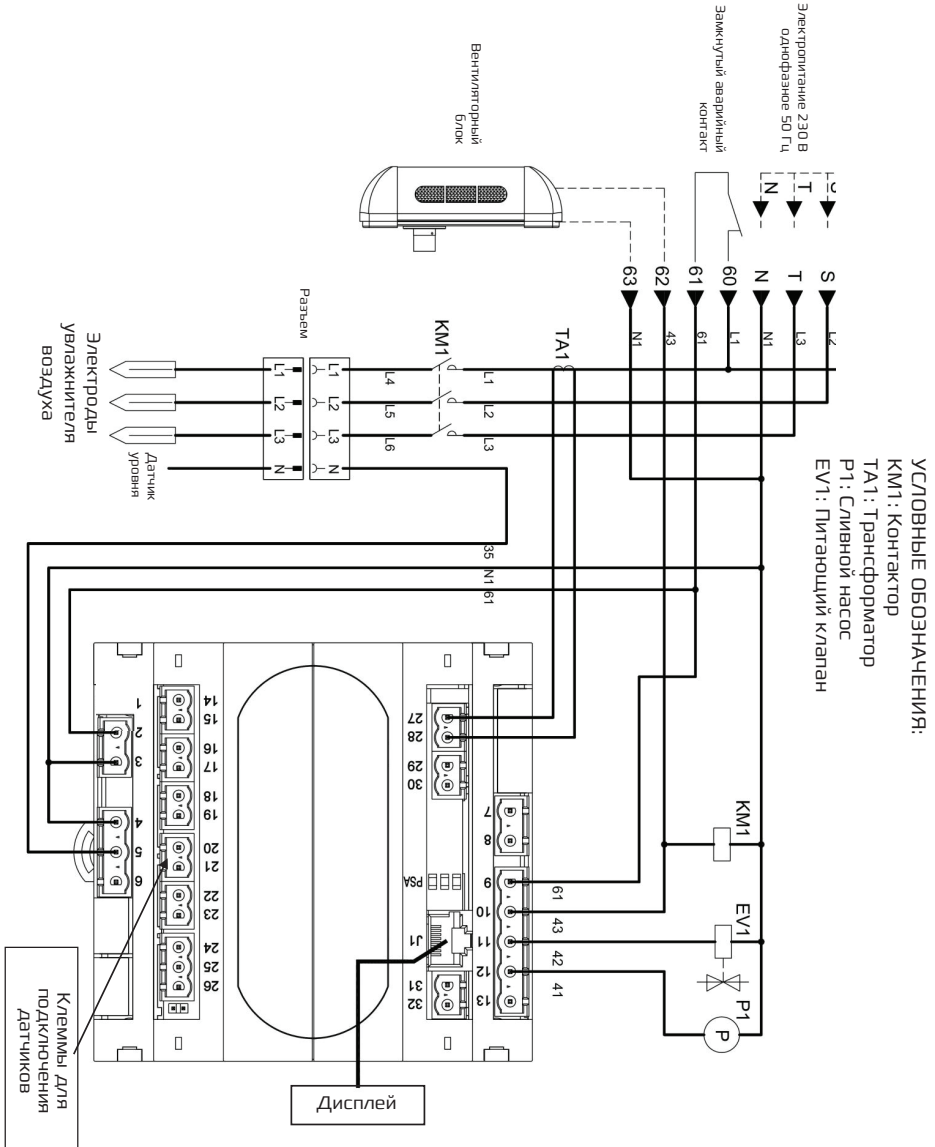 УСЛОВНЫЕ ОБОЗНАЧЕНИЯ:
KM1: Контактор
TA1: Трансформатор
P1: Сливной насос
EV1: Питающий клапан
Электропитание 230 В
однофазное 50 Гц
Замкнутый аварийный
контакт
Вентиляторный
блок
T
N
S
T
N
60
61
62
63
L2
L3
N1
L1
61
43
N1
TA1
L1
L2
L3
KM1
L4
L5
L6
Разъем
L1
L2
L3
N
L1
L2
L3
N
Электроды
увлажнителя
воздуха
Датчик
уровня
35
N1
61
KM1
EV1
P1
P
61
43
42
41
7
8
9
10
11
12
13
27
28
29
30
PSA
J1
31
32
14
15
16
17
18
19
20
21
22
23
24
25
26
1
2
3
4
5
6
Клеммы для
подключения
датчиков
Дисплей